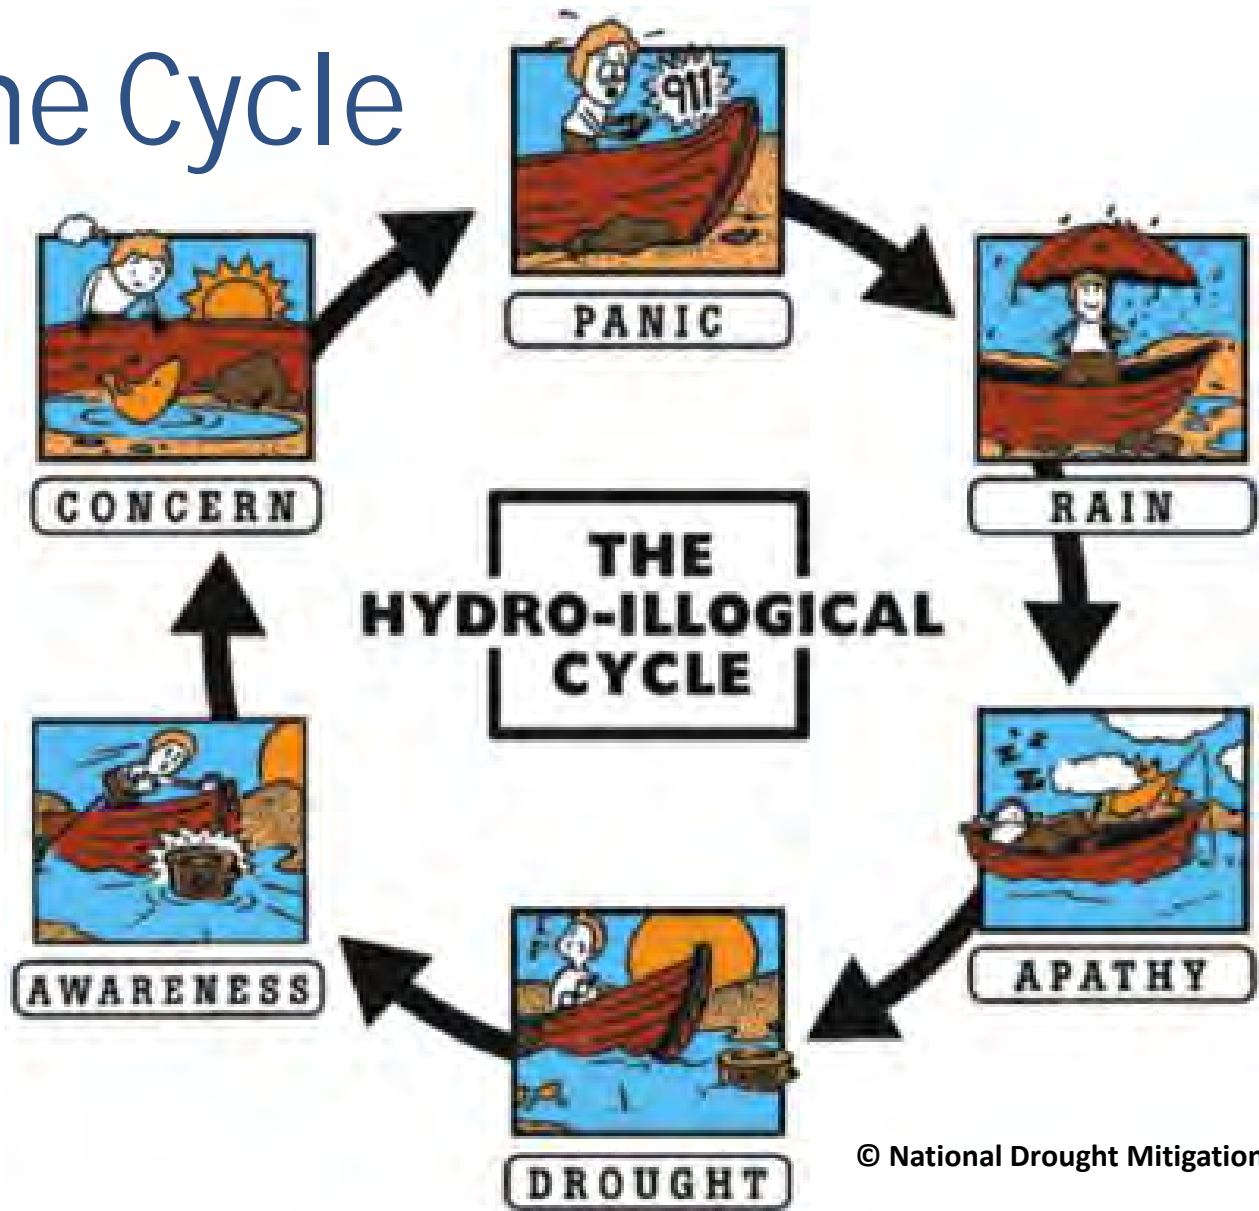 he Cycle
911
PANIC
CONCERN
RAIN
THE
HYDRO-ILLOGICAL
CYCLE
z z
z
AWARENESS
APATHY
DROUGHT
© National Drought Mitigation